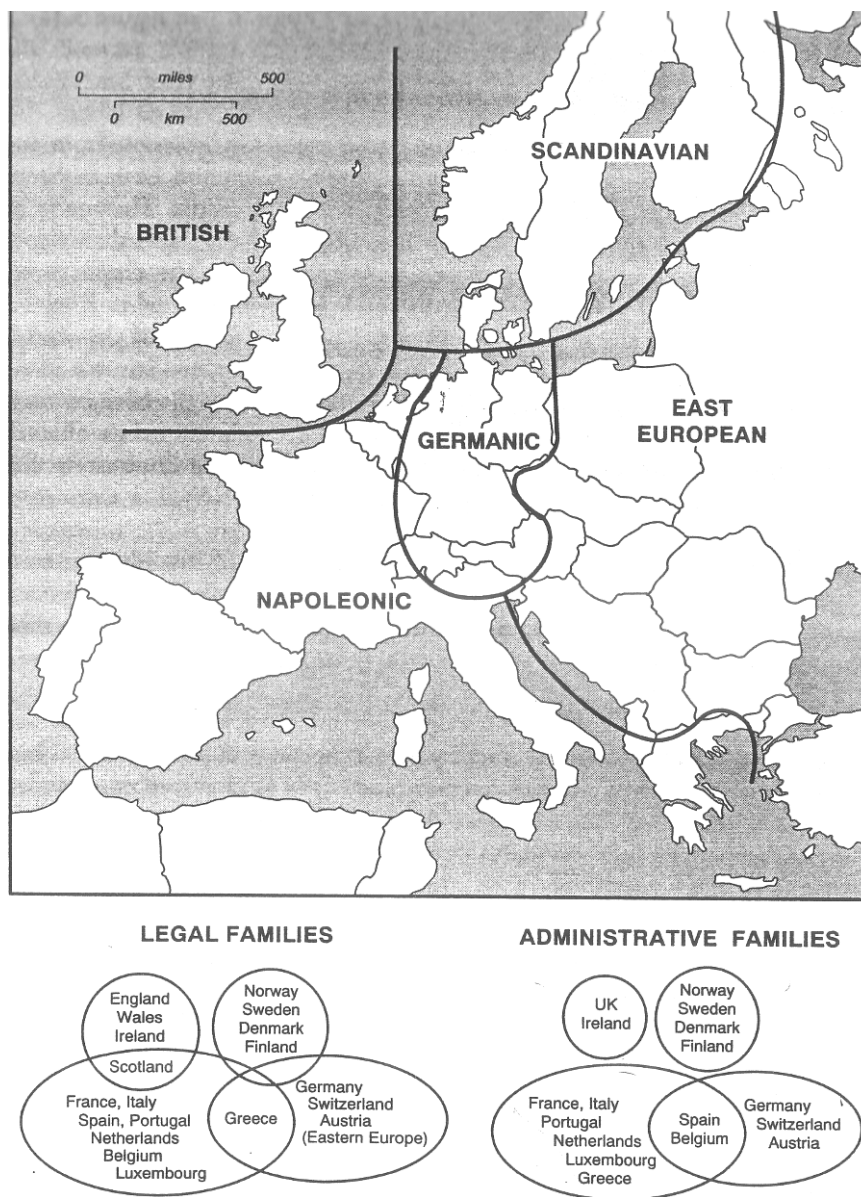 0 miles 500
0 km 500
SCANDINAVIAN
BRITISH
EAST
EUROPEAN
GERMANIC
NAPOLEONIC
LEGAL FAMILIES
England
Wales
Ireland
Scotland
Norway
Sweden
Denmark
Finland
France, Italy
Spain, Portugal
Netherlands
Belgium
Luxembourg
Greece
Germany
Switzerland
Austria
(Eastern Europe)
ADMINISTRATIVE FAMILIES
UK
Ireland
Norway
Sweden
Denmark
Finland
France, Italy
Portugal
Netherlands
Luxembourg
Greece
Spain
Belgium
Germany
Switzerland
Austria